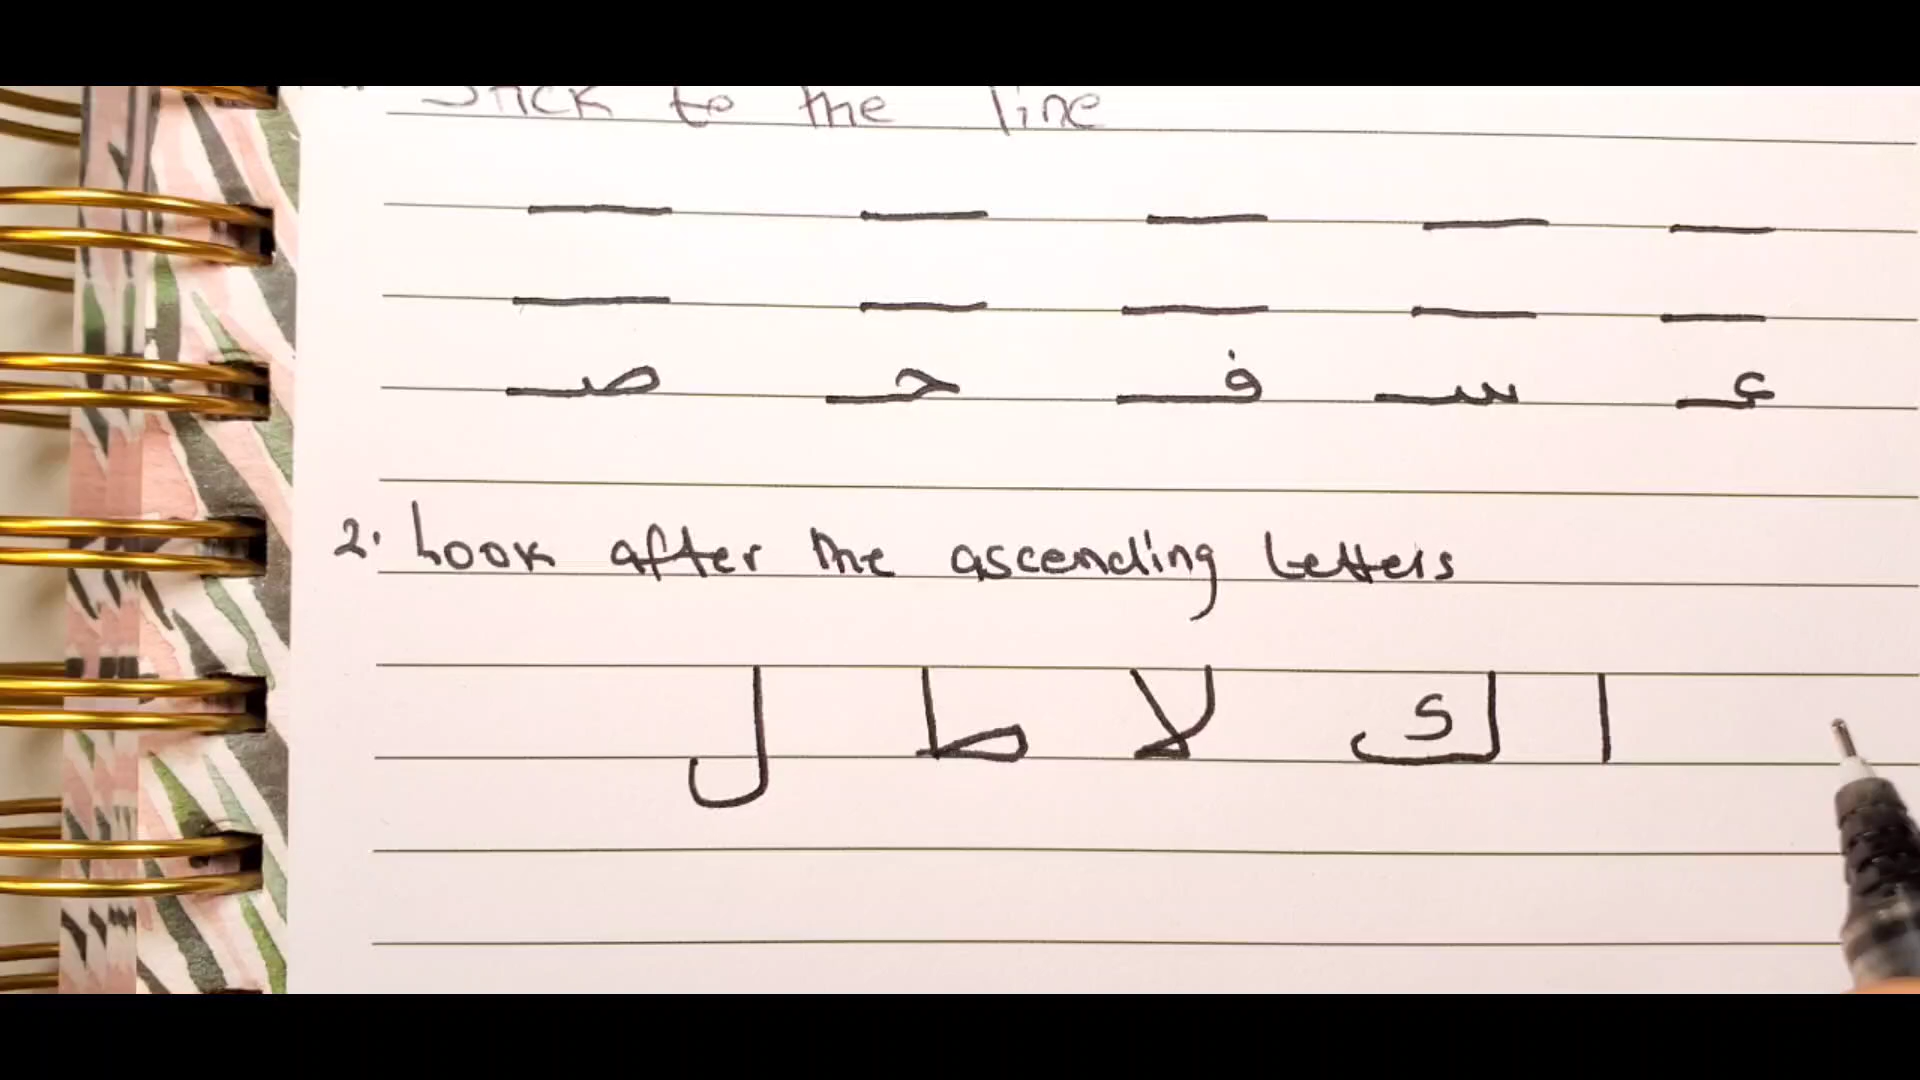 Stick to the line
عـ سـ فـ حـ صـ
2. Look after the ascending letters
ا ك لا ط ل